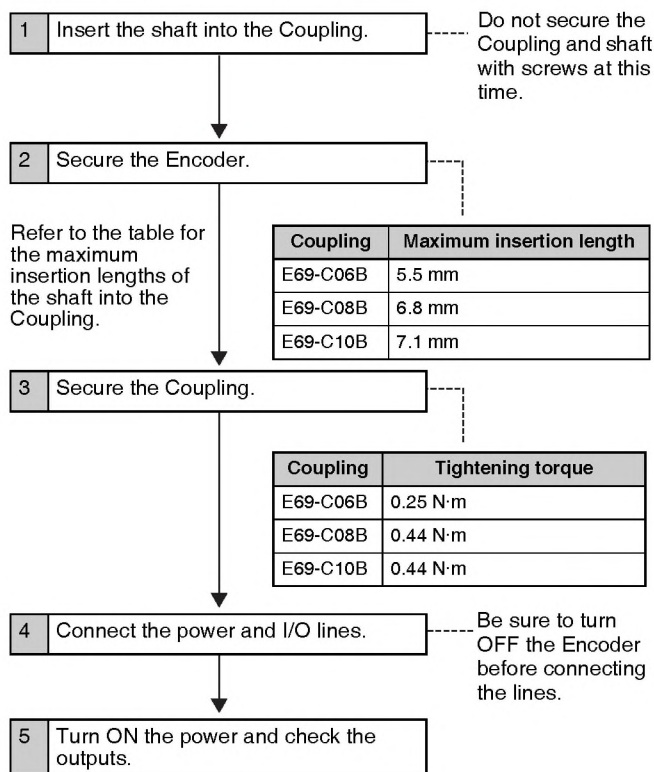 1 Insert the shaft into the Coupling.
Do not secure the
Coupling and shaft
with screws at this
time.
2 Secure the Encoder.
Refer to the table for
the maximum
insertion lengths of
the shaft into the
Coupling.
Coupling Maximum insertion length
E69-C06B 5.5 mm
E69-C08B 6.8 mm
E69-C10B 7.1 mm
3 Secure the Coupling.
Coupling Tightening torque
E69-C06B 0.25 N·m
E69-C08B 0.44 N·m
E69-C10B 0.44 N·m
4 Connect the power and I/O lines.
Be sure to turn
OFF the Encoder
before connecting
the lines.
5 Turn ON the power and check the
outputs.